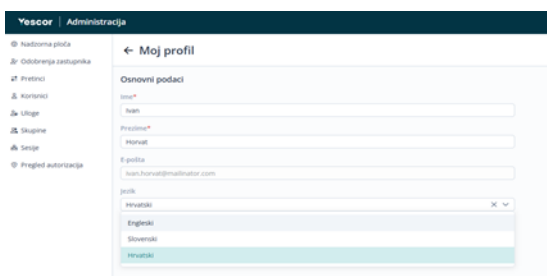 Yescor | Administracija
Nadzorna ploča
Odobrenja zastupnika
Pretinci
Korisnici
Uloge
Skupine
Sesije
Pregled autorizacija
← Moj profil
Osnovni podaci
Ime*
Ivan
Prezime*
Horvat
E-pošta
ivan.horvat@mailinator.com
Jezik
Hrvatski
Engleski
Slovenski
Hrvatski